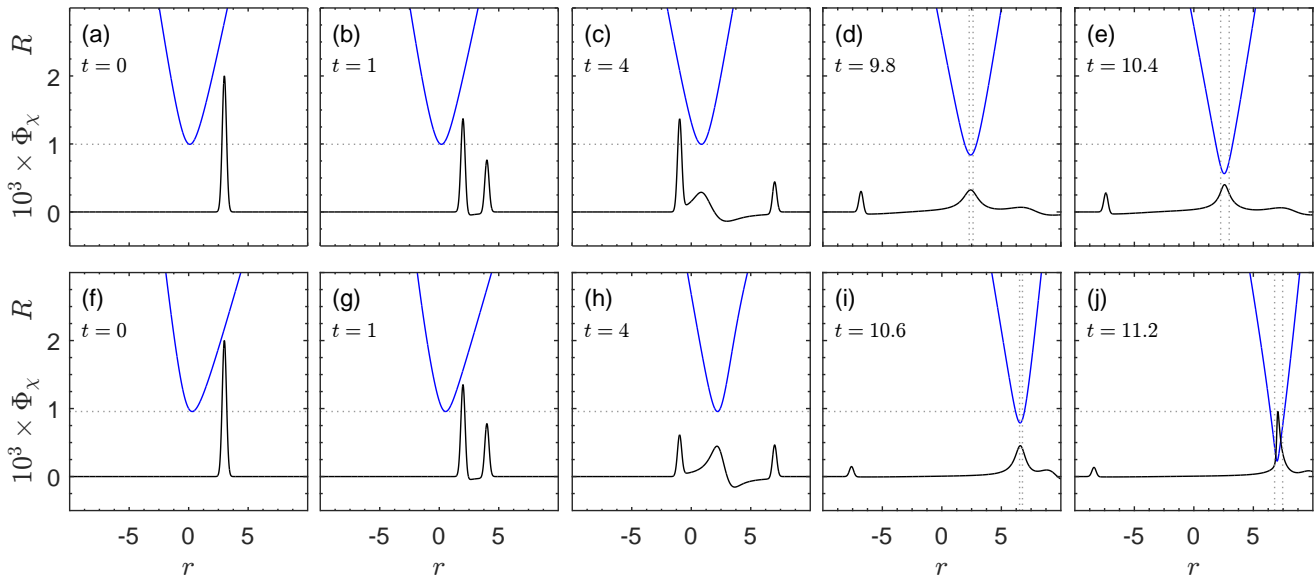 (a) (b) (c) (d) (e)
t = 0 t = 1 t = 4 t = 9.8 t = 10.4
10³ × Φχ R
2
1
0
(f) (g) (h) (i) (j)
t = 0 t = 1 t = 4 t = 10.6 t = 11.2
10³ × Φχ R
2
1
0
-5 0 5 -5 0 5 -5 0 5 -5 0 5 -5 0 5
r r r r r